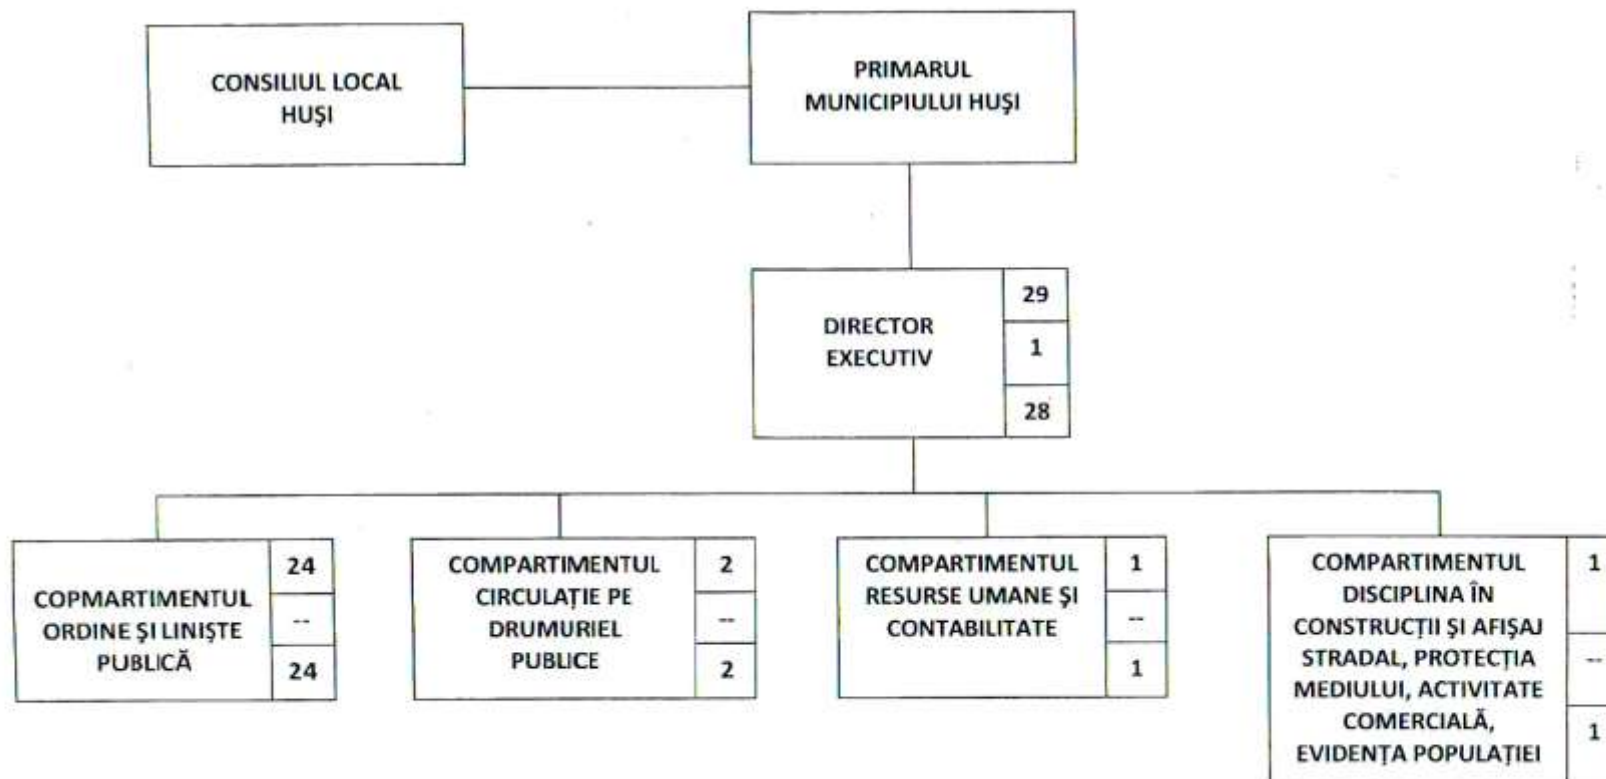 CONSILIUL LOCAL
HUŞI
PRIMARUL
MUNICIPIULUI HUŞI
DIRECTOR
EXECUTIV
29
1
28
COPMARTIMENTUL
ORDINE ŞI LINIŞTE
PUBLICĂ
24
--
24
COMPARTIMENTUL
CIRCULAŢIE PE
DRUMURIEL
PUBLICE
2
--
2
COMPARTIMENTUL
RESURSE UMANE ŞI
CONTABILITATE
1
--
1
COMPARTIMENTUL
DISCIPLINA ÎN
CONSTRUCŢII ŞI AFIŞAJ
STRADAL, PROTECŢIA
MEDIULUI, ACTIVITATE
COMERCIALĂ,
EVIDENŢA POPULAŢIEI
1
--
1